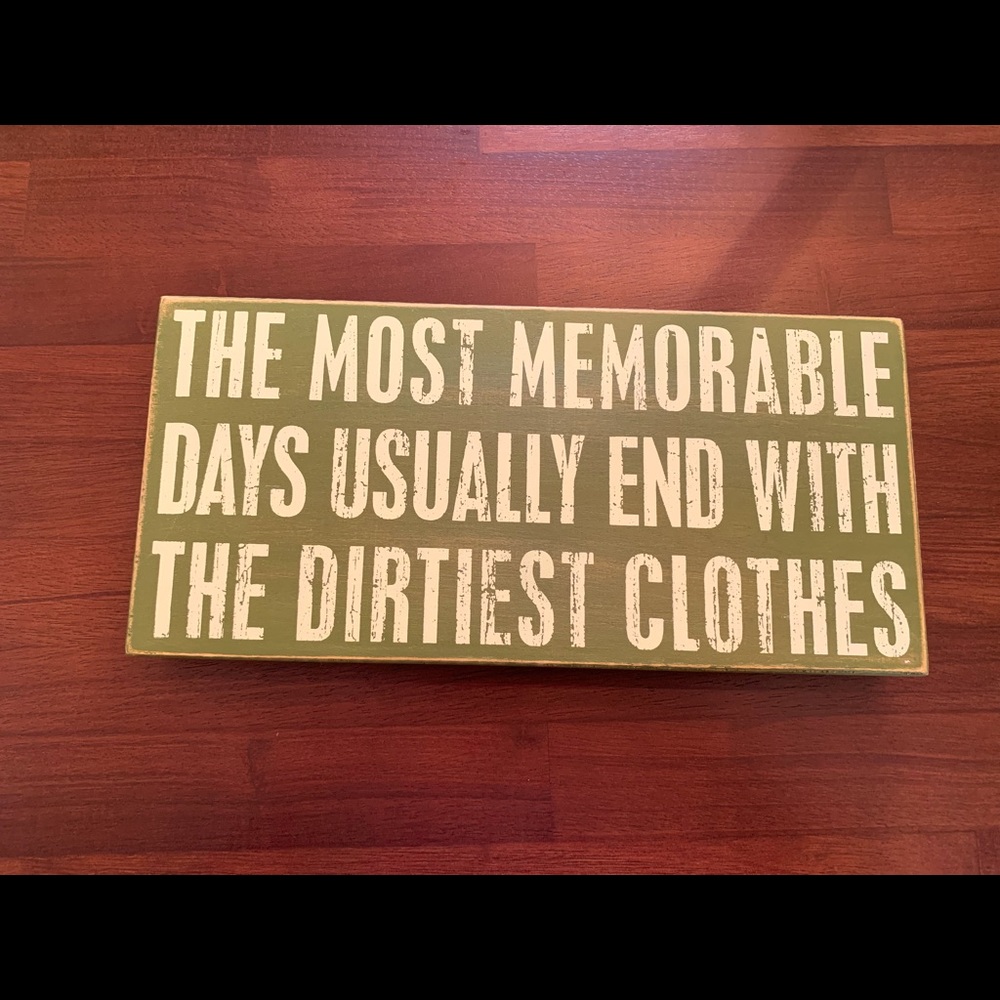 THE MOST MEMORABLE
DAYS USUALLY END WITH
THE DIRTIEST CLOTHES